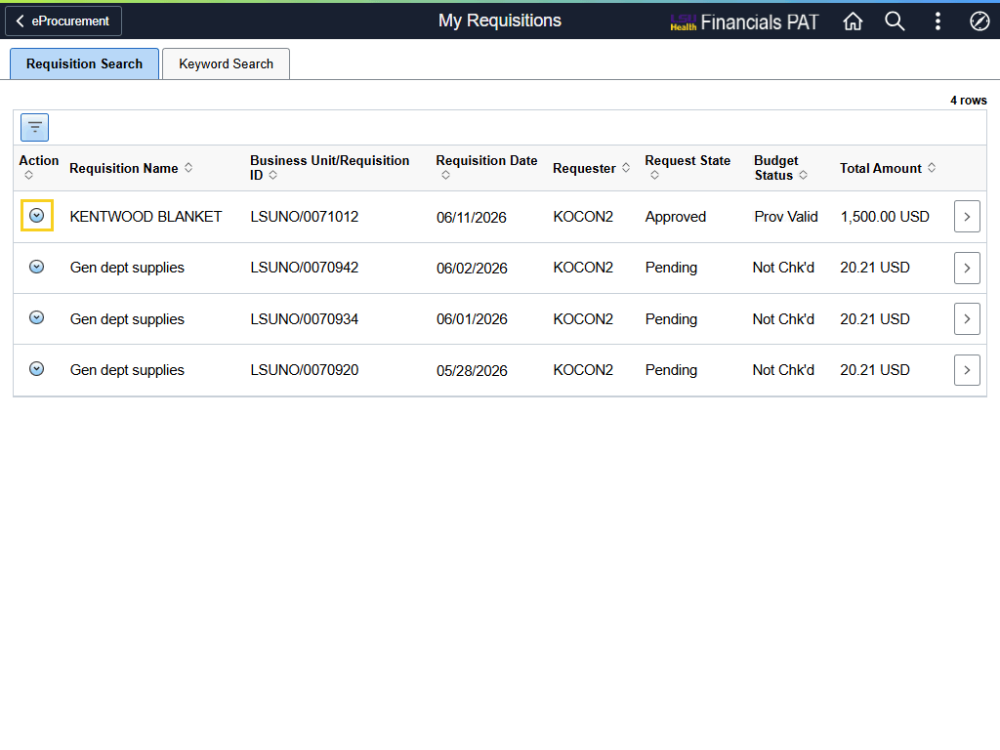 eProcurement
My Requisitions
LSU Health Financials PAT
Requisition Search
Keyword Search
4 rows
Action Requisition Name Business Unit/Requisition ID Requisition Date Requester Request State Budget Status Total Amount
KENTWOOD BLANKET LSUNO/0071012 06/11/2026 KOCON2 Approved Prov Valid 1,500.00 USD
Gen dept supplies LSUNO/0070942 06/02/2026 KOCON2 Pending Not Chk'd 20.21 USD
Gen dept supplies LSUNO/0070934 06/01/2026 KOCON2 Pending Not Chk'd 20.21 USD
Gen dept supplies LSUNO/0070920 05/28/2026 KOCON2 Pending Not Chk'd 20.21 USD